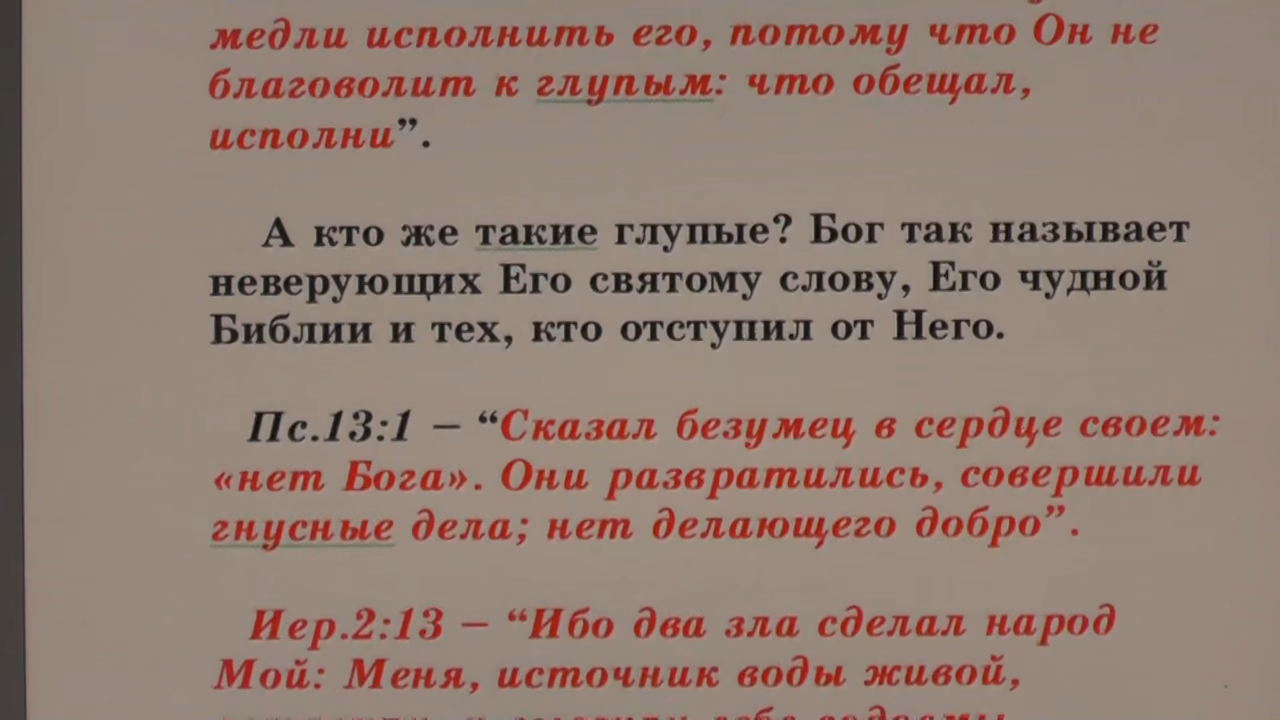 медли исполнить его, потому что Он не
благоволит к глупым: что обещал,
исполни”.
А кто же такие глупые? Бог так называет
неверующих Его святому слову, Его чудной
Библии и тех, кто отступил от Него.
Пс.13:1 – “Сказал безумец в сердце своем:
«нет Бога». Они развратились, совершили
гнусные дела; нет делающего добро”.
Иер.2:13 – “Ибо два зла сделал народ
Мой: Меня, источник воды живой,